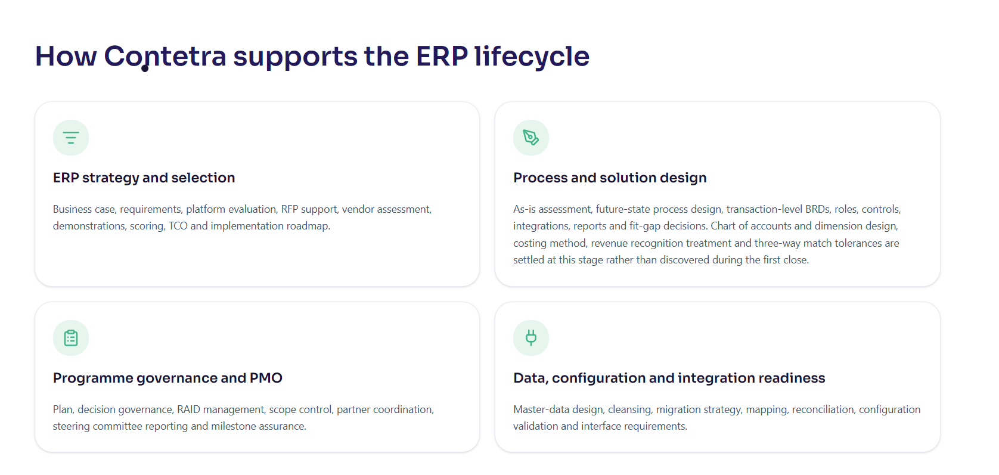 How Contetra supports the ERP lifecycle
ERP strategy and selection
Business case, requirements, platform evaluation, RFP support, vendor assessment,
demonstrations, scoring, TCO and implementation roadmap.
Process and solution design
As-is assessment, future-state process design, transaction-level BRDs, roles, controls,
integrations, reports and fit-gap decisions. Chart of accounts and dimension design,
costing method, revenue recognition treatment and three-way match tolerances are
settled at this stage rather than discovered during the first close.
Programme governance and PMO
Plan, decision governance, RAID management, scope control, partner coordination,
steering committee reporting and milestone assurance.
Data, configuration and integration readiness
Master-data design, cleansing, migration strategy, mapping, reconciliation, configuration
validation and interface requirements.